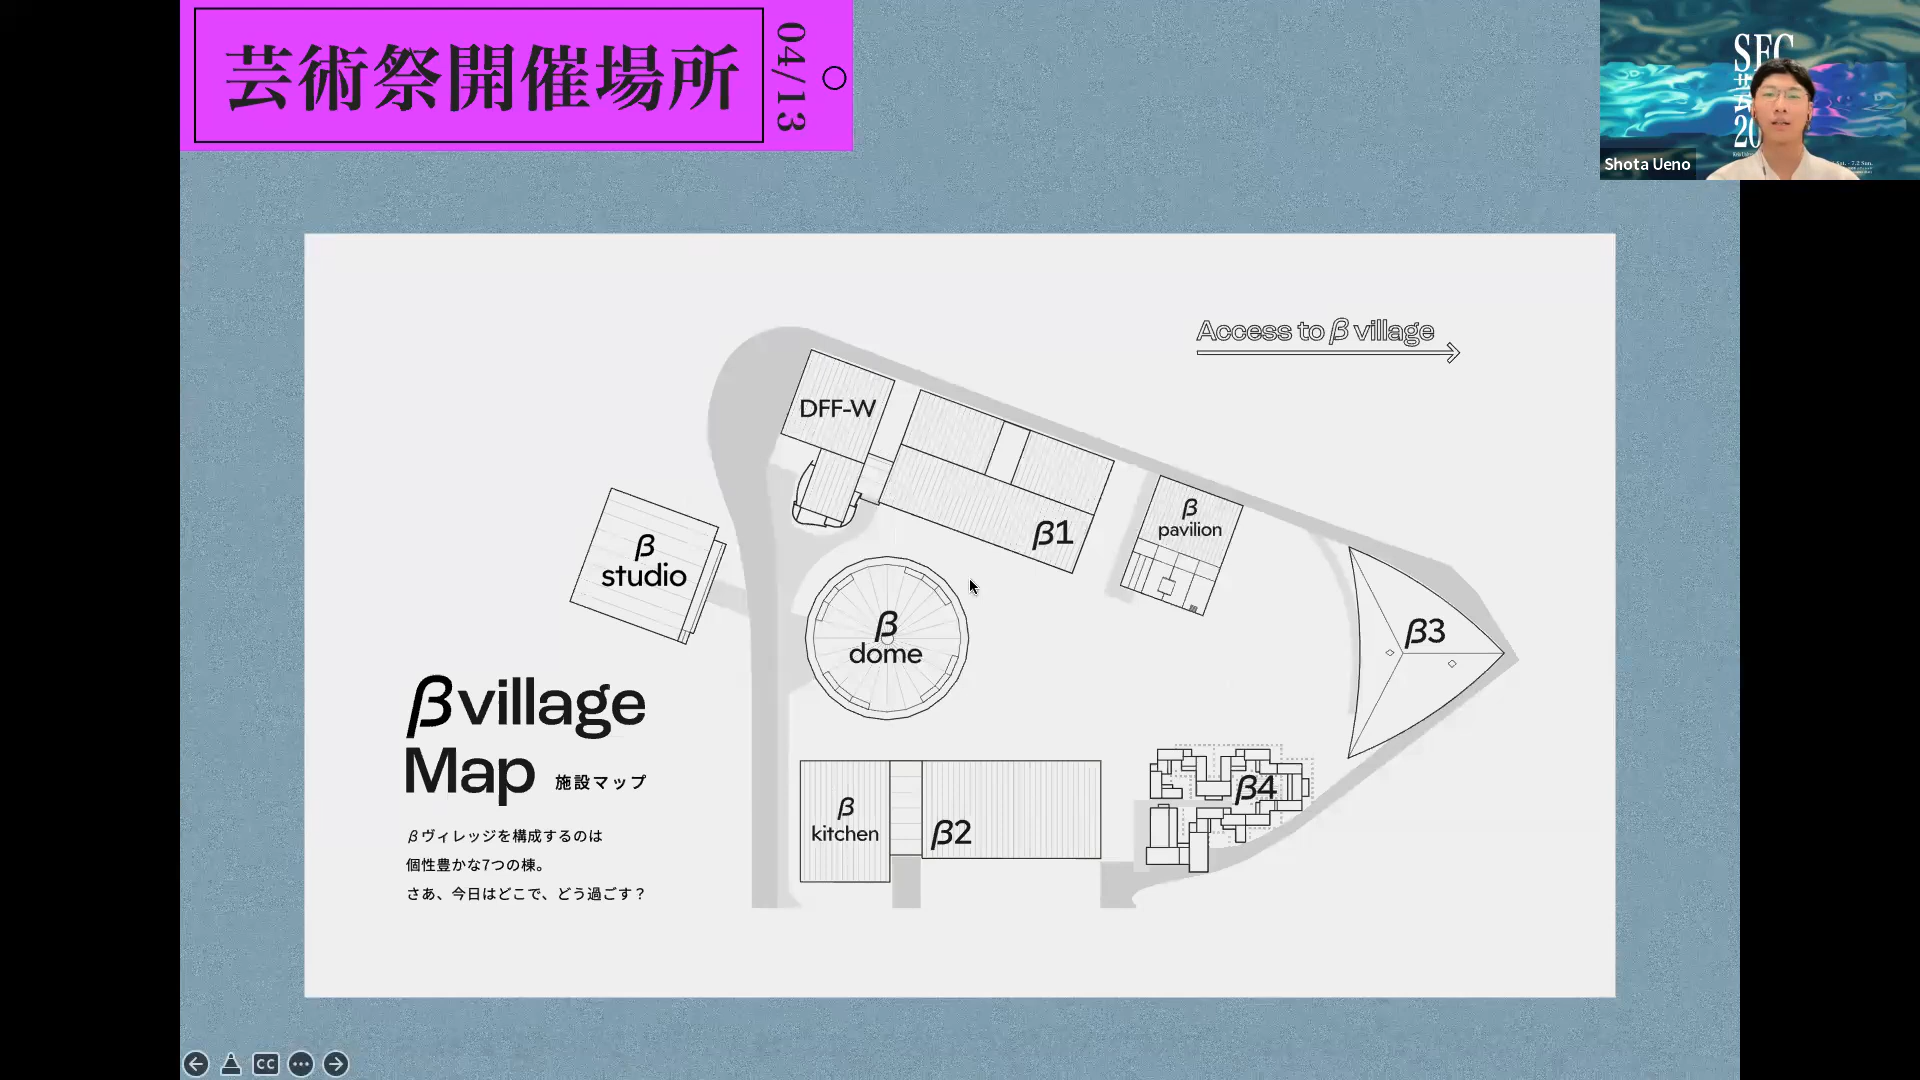 芸術祭開催場所
04/13
Shota Ueno
SFC
20
Access to β village
DFF-W
β1
β
pavilion
β
studio
β
dome
β3
βvillage
Map 施設マップ
βヴィレッジを構成するのは
個性豊かな7つの棟。
さあ、今日はどこで、どう過ごす？
β
kitchen
β2
β4
CC